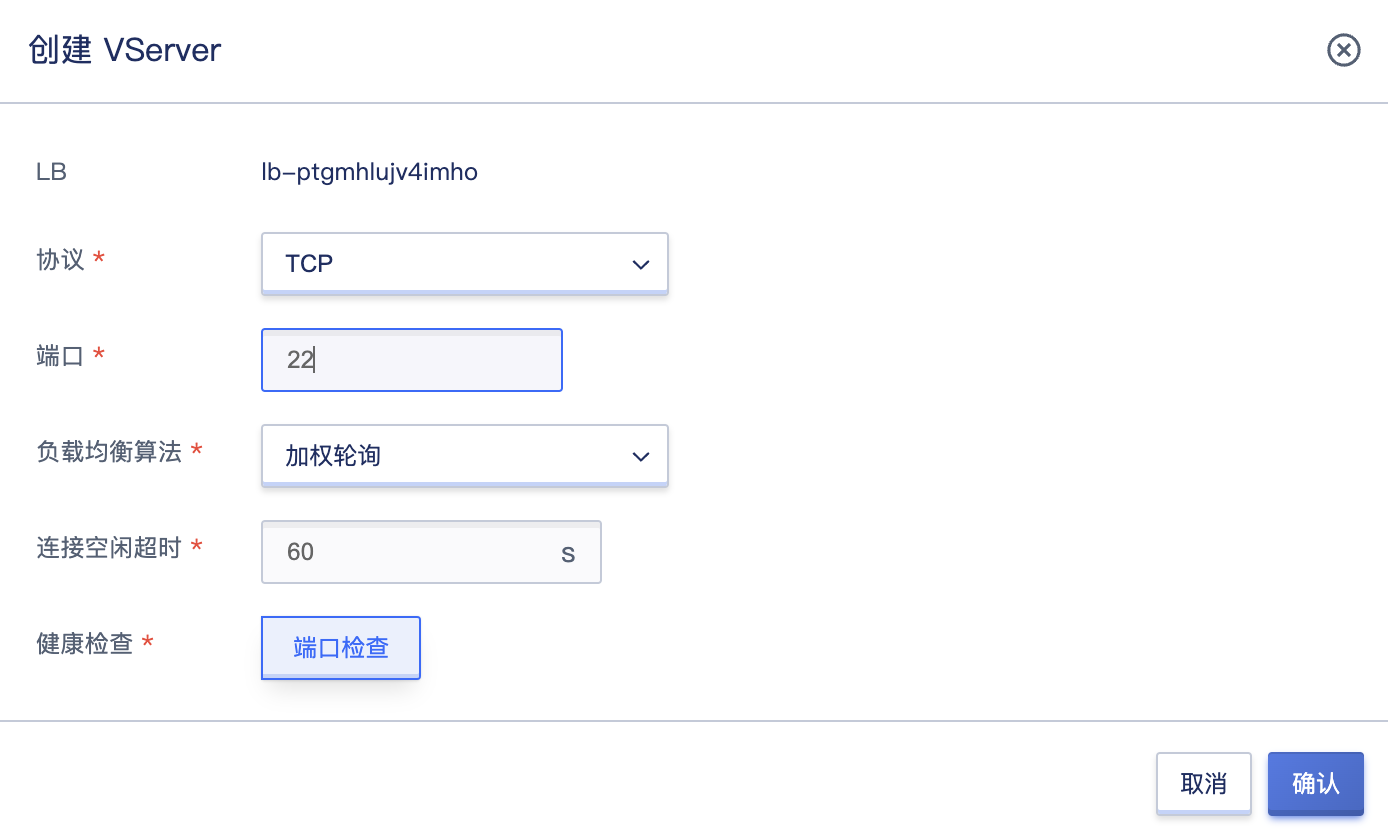 创建 VServer
LB lb-ptgmhlujv4imho
协议 * TCP
端口 * 22
负载均衡算法 * 加权轮询
连接空闲超时 * 60 s
健康检查 * 端口检查
取消 确认